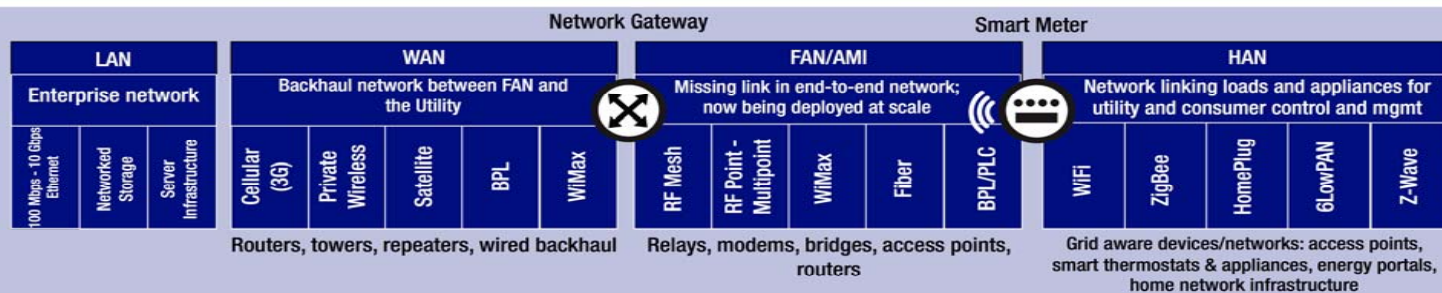 Network Gateway
Smart Meter
LAN
Enterprise network
100 Mbps - 10 Gbps
Ethernet
Networked
Storage
Server
Infrastructure
WAN
Backhaul network between FAN and
the Utility
Cellular
(3G)
Private
Wireless
Satellite
BPL
WiMax
Routers, towers, repeaters, wired backhaul
FAN/AMI
Missing link in end-to-end network;
now being deployed at scale
RF Mesh
RF Point -
Multipoint
WiMax
Fiber
BPL/PLC
Relays, modems, bridges, access points,
routers
HAN
Network linking loads and appliances for
utility and consumer control and mgmt
WiFi
ZigBee
HomePlug
6LowPAN
Z-Wave
Grid aware devices/networks: access points,
smart thermostats & appliances, energy portals,
home network infrastructure